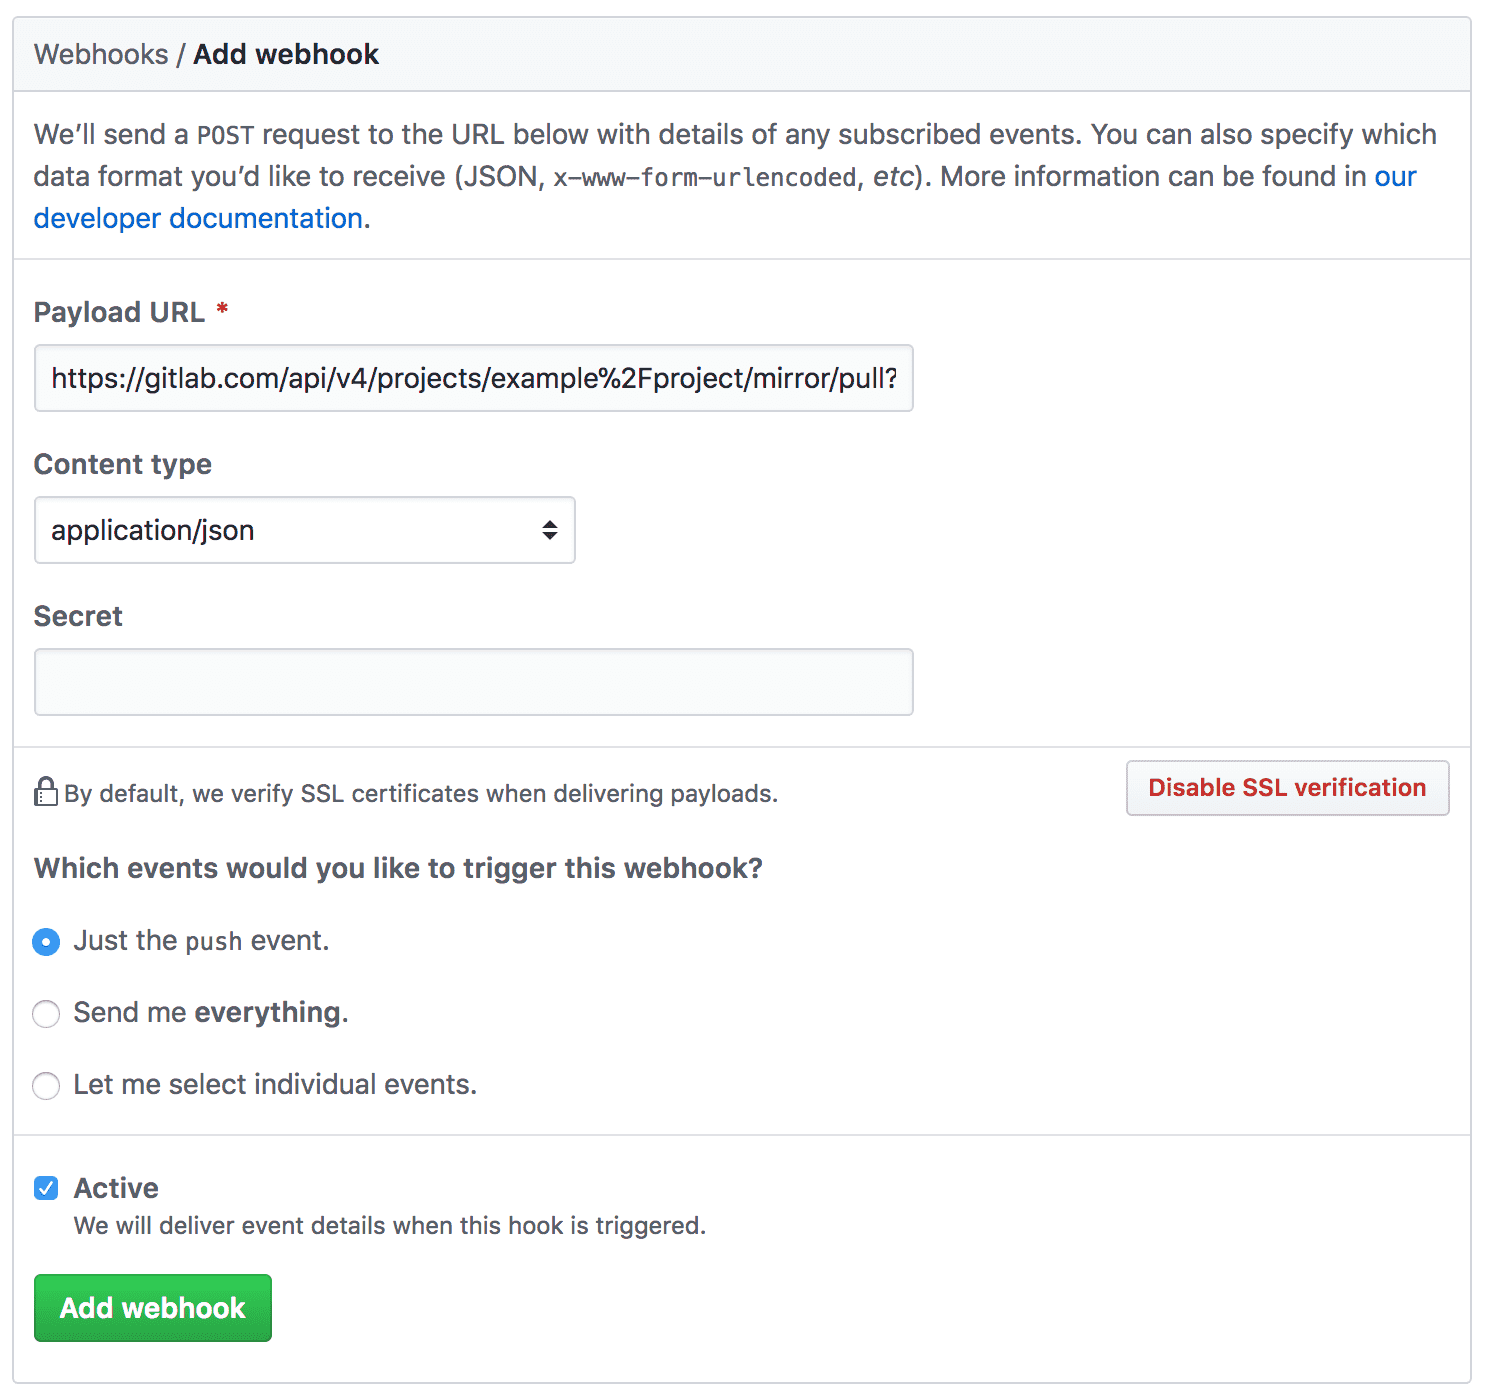 Webhooks / Add webhook
We’ll send a POST request to the URL below with details of any subscribed events. You can also specify which
data format you’d like to receive (JSON, x-www-form-urlencoded, etc). More information can be found in our
developer documentation.
Payload URL *
https://gitlab.com/api/v4/projects/example%2Fproject/mirror/pull?
Content type
application/json
Secret
By default, we verify SSL certificates when delivering payloads.
Disable SSL verification
Which events would you like to trigger this webhook?
Just the push event.
Send me everything.
Let me select individual events.
Active
We will deliver event details when this hook is triggered.
Add webhook